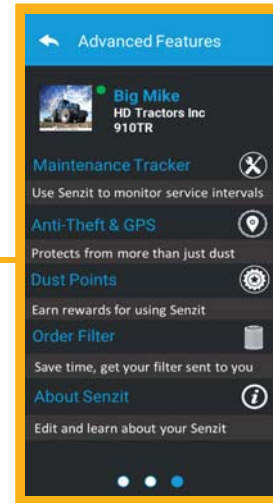 Advanced Features
Big Mike
HD Tractors Inc
910TR
Maintenance Tracker
Use Senzit to monitor service intervals
Anti-Theft & GPS
Protects from more than just dust
Dust Points
Earn rewards for using Senzit
Order Filter
Save time, get your filter sent to you
About Senzit
Edit and learn about your Senzit